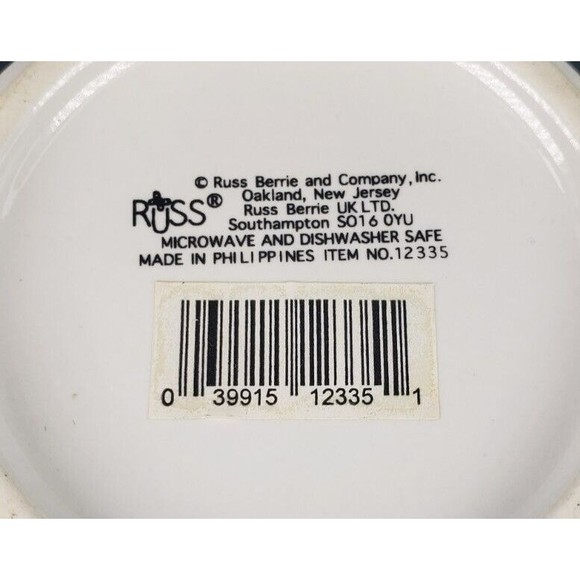 © Russ Berrie and Company, Inc.
Oakland, New Jersey
RUSS®
Russ Berrie UK LTD.
Southampton SO16 0YU
MICROWAVE AND DISHWASHER SAFE
MADE IN PHILIPPINES ITEM NO.12335
0 39915 12335 1